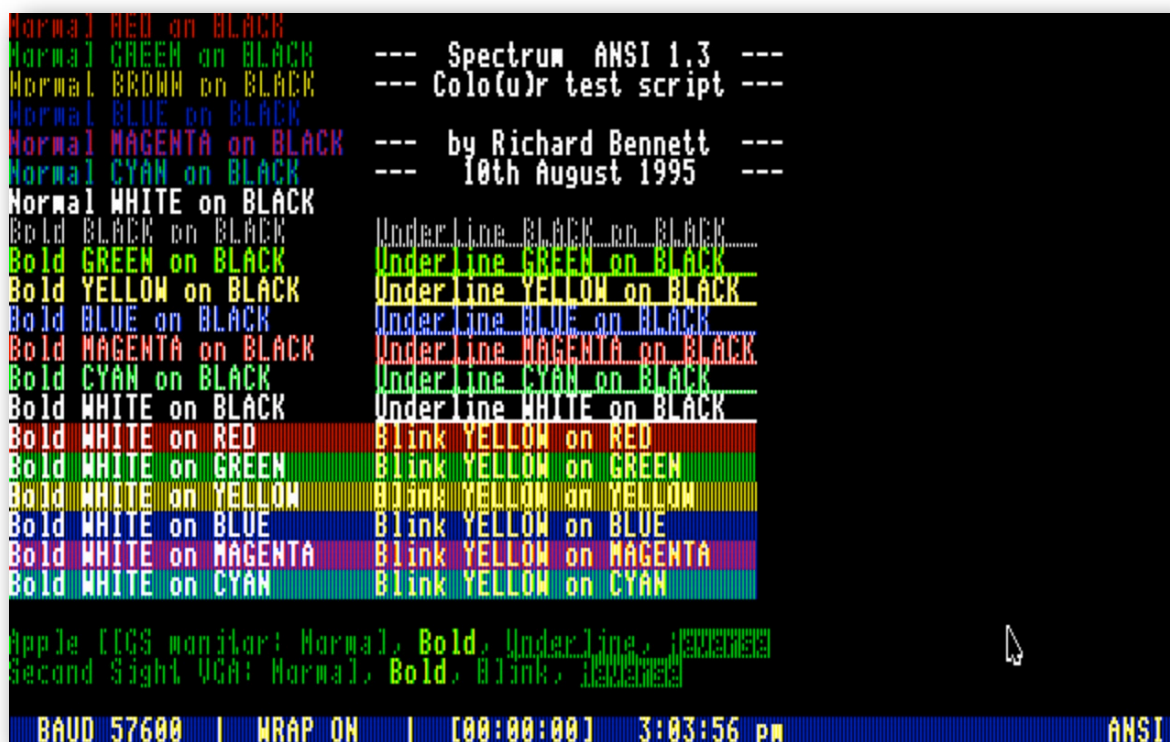 Normal RED on BLACK
Normal GREEN on BLACK --- Spectrum ANSI 1.3 ---
Normal BROWN on BLACK --- Colo(u)r test script ---
Normal BLUE on BLACK
Normal MAGENTA on BLACK --- by Richard Bennett ---
Normal CYAN on BLACK --- 10th August 1995 ---
Normal WHITE on BLACK
Bold BLACK on BLACK Underline BLACK on BLACK
Bold GREEN on BLACK Underline GREEN on BLACK
Bold YELLOW on BLACK Underline YELLOW on BLACK
Bold BLUE on BLACK Underline BLUE on BLACK
Bold MAGENTA on BLACK Underline MAGENTA on BLACK
Bold CYAN on BLACK Underline CYAN on BLACK
Bold WHITE on BLACK Underline WHITE on BLACK
Bold WHITE on RED Blink YELLOW on RED
Bold WHITE on GREEN Blink YELLOW on GREEN
Bold WHITE on YELLOW Blink YELLOW on YELLOW
Bold WHITE on BLUE Blink YELLOW on BLUE
Bold WHITE on MAGENTA Blink YELLOW on MAGENTA
Bold WHITE on CYAN Blink YELLOW on CYAN
Apple IIGS monitor: Normal, Bold, Underline, iEVERSE
Second Sight VGA: Normal, Bold, Blink, iEVERSE
BAUD 57600 | WRAP ON | [00:00:00] 3:03:56 pm ANSI